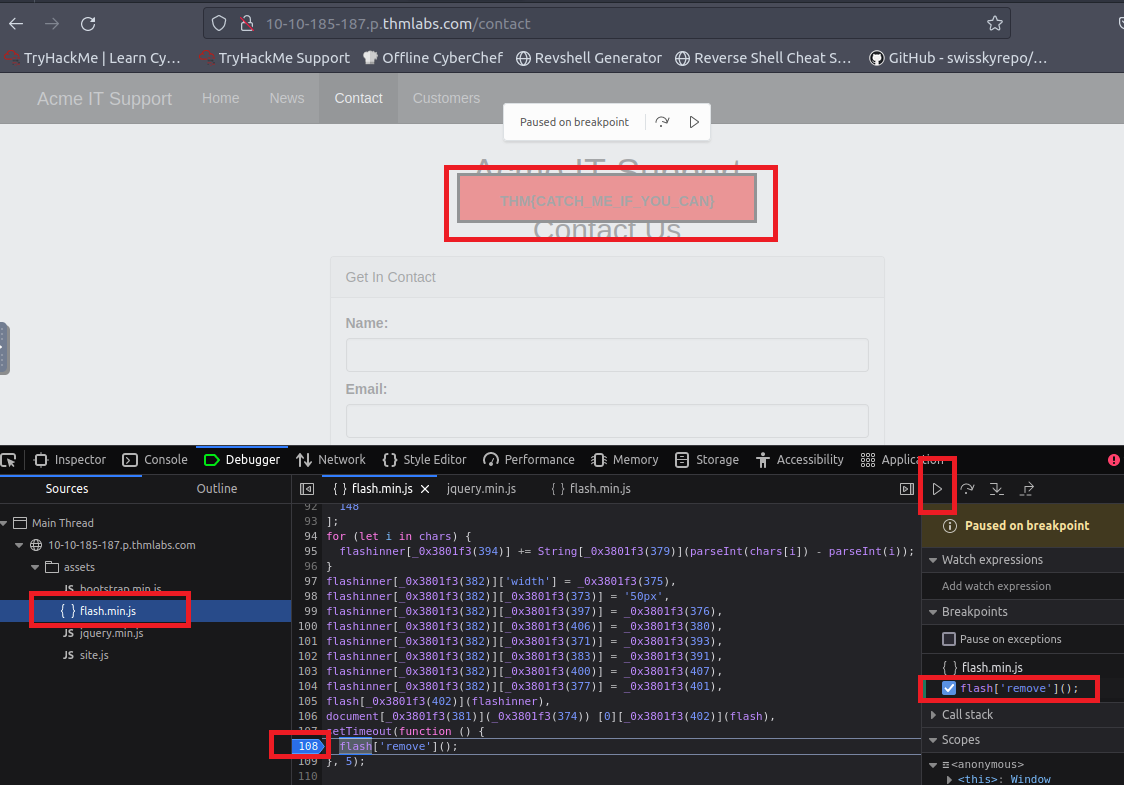 10-10-185-187.p.thmlabs.com/contact
TryHackMe | Learn Cy… TryHackMe Support Offline CyberChef Revshell Generator Reverse Shell Cheat S… GitHub - swisskyrepo/…
Acme IT Support Home News Contact Customers
Paused on breakpoint
Acme IT Support
THM{CATCH_ME_IF_YOU_CAN}
Contact Us
Get In Contact
Name:
Email:
Inspector Console Debugger Network Style Editor Performance Memory Storage Accessibility Application
Sources Outline
flash.min.js jquery.min.js flash.min.js
Main Thread
10-10-185-187.p.thmlabs.com
assets
JS bootstrap.min.js
{ } flash.min.js
JS jquery.min.js
JS site.js
92 148
93 ];
94 for (let i in chars) {
95 flashinner[_0x3801f3(394)] += String[_0x3801f3(379)](parseInt(chars[i]) - parseInt(i));
96 }
97 flashinner[_0x3801f3(382)]['width'] = _0x3801f3(375),
98 flashinner[_0x3801f3(382)][_0x3801f3(373)] = '50px',
99 flashinner[_0x3801f3(382)][_0x3801f3(397)] = _0x3801f3(376),
100 flashinner[_0x3801f3(382)][_0x3801f3(406)] = _0x3801f3(380),
101 flashinner[_0x3801f3(382)][_0x3801f3(371)] = _0x3801f3(393),
102 flashinner[_0x3801f3(382)][_0x3801f3(383)] = _0x3801f3(391),
103 flashinner[_0x3801f3(382)][_0x3801f3(400)] = _0x3801f3(407),
104 flashinner[_0x3801f3(382)][_0x3801f3(377)] = _0x3801f3(401),
105 flash[_0x3801f3(402)](flashinner),
106 document[_0x3801f3(381)](_0x3801f3(374)) [0][_0x3801f3(402)](flash),
107 setTimeout(function () {
108 flash['remove']();
109 }, 5);
110
Paused on breakpoint
Watch expressions
Add watch expression
Breakpoints
Pause on exceptions
{ } flash.min.js
flash['remove']();
Call stack
Scopes
<anonymous>
<this>: Window